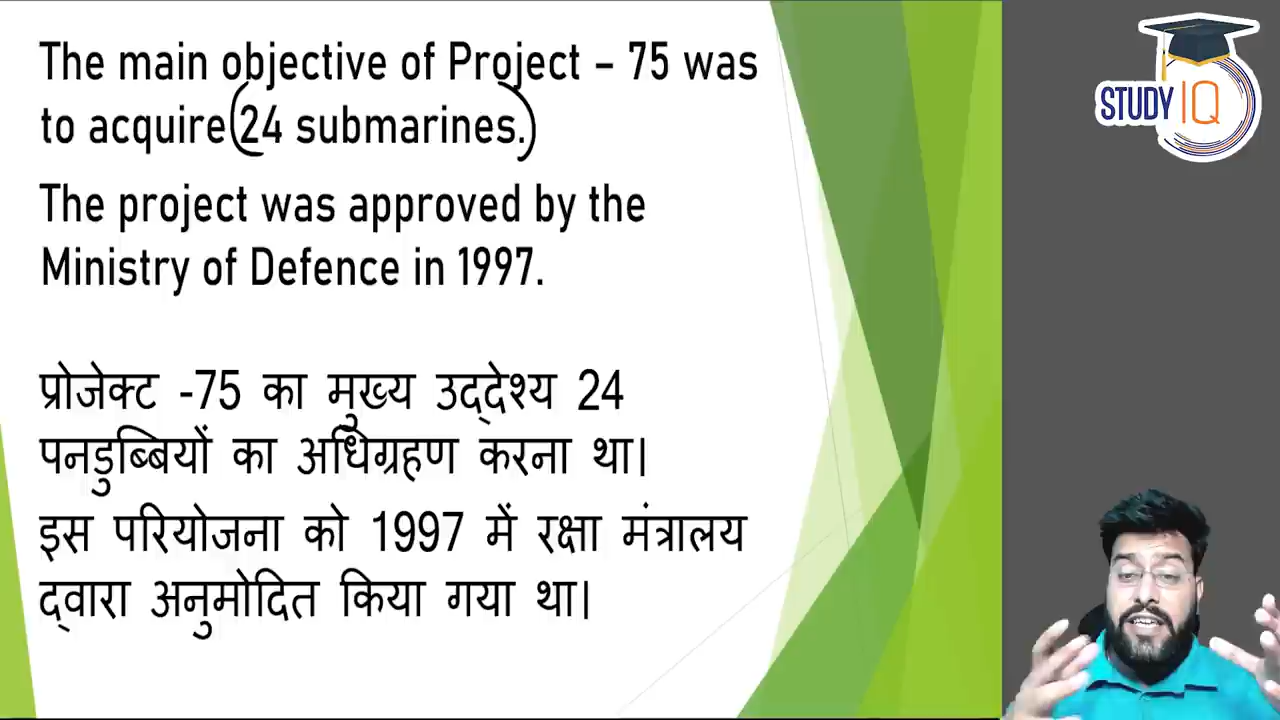 The main objective of Project – 75 was
to acquire 24 submarines.
The project was approved by the
Ministry of Defence in 1997.
प्रोजेक्ट -75 का मुख्य उद्देश्य 24
पनडुब्बियों का अधिग्रहण करना था।
इस परियोजना को 1997 में रक्षा मंत्रालय
द्वारा अनुमोदित किया गया था।
STUDY IQ